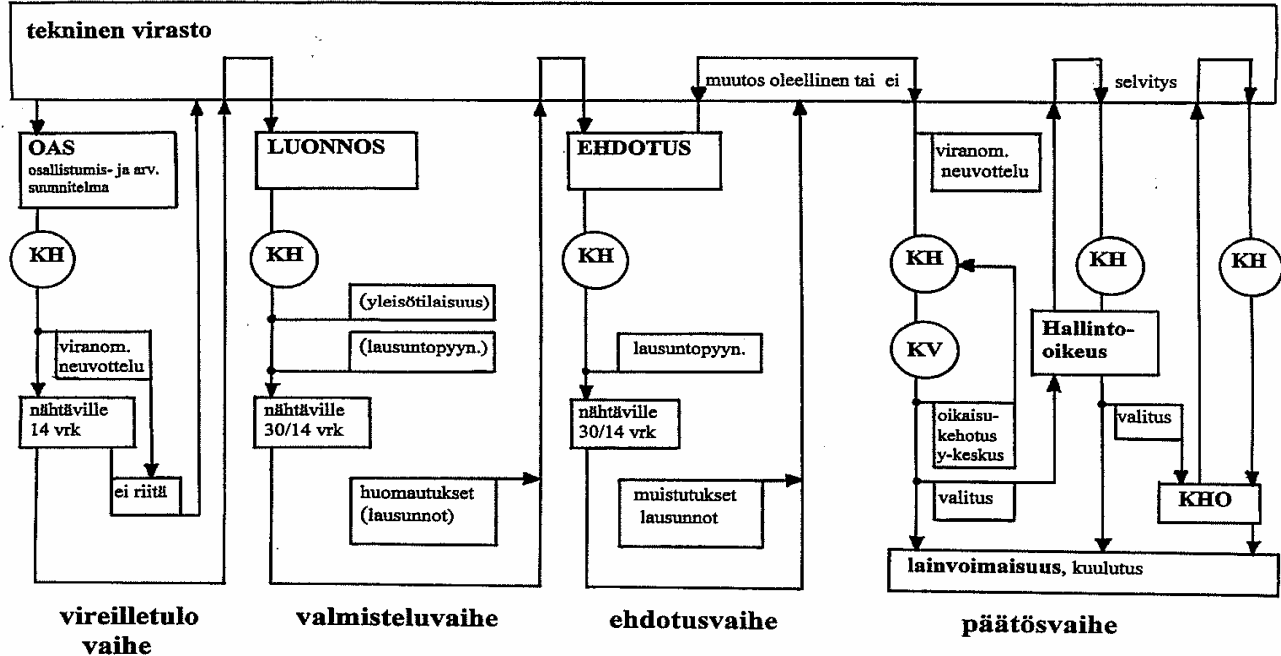 tekninen virasto
muutos oleellinen tai ei
selvitys
OAS
osallistumis- ja arv.
suumnitelma
LUONNOS
EHDOTUS
viranom.
neuvottelu
KH
KH
KH
KH
KH
KH
(yleisötilaisuus)
(lausuntopyyn.)
lausuntopyyn.
viranom.
neuvottelu
KV
Hallinto-
oikeus
nähtäville
14 vrk
nähtäville
30/14 vrk
nähtäville
30/14 vrk
oikaisu-
kehotus
y-keskus
valitus
ei riitä
huomautukset
(lausunnot)
muistutukset
lausunnot
valitus
KHO
lainvoimaisuus, kuulutus
vireilletulo
vaihe
valmisteluvaihe
ehdotusvaihe
päätösvaihe